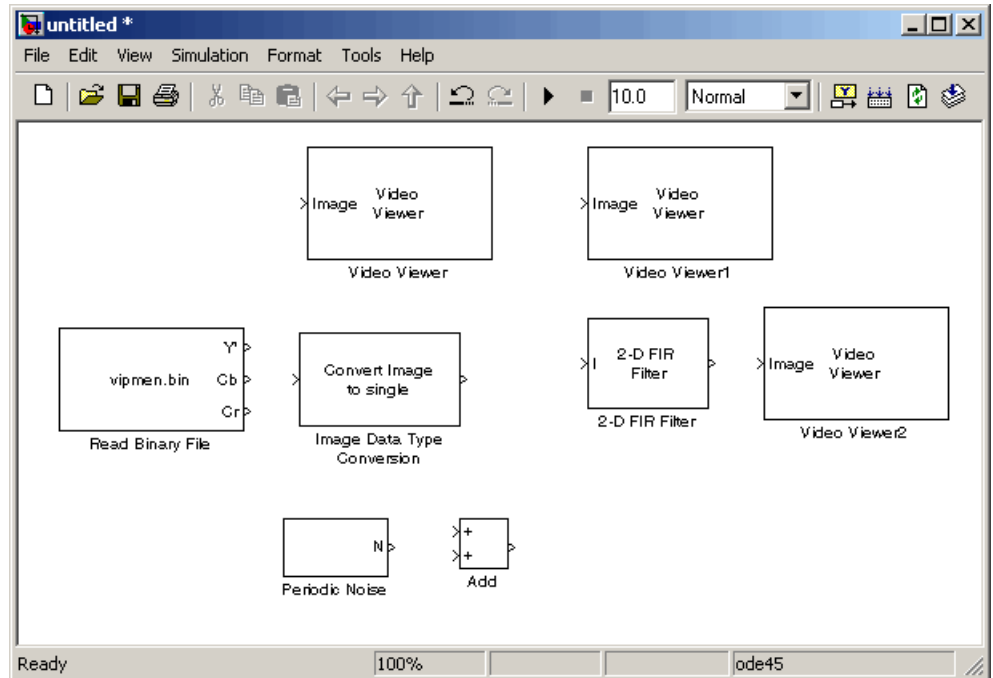 untitled *
File Edit View Simulation Format Tools Help
10.0 Normal
Image Video Viewer
Video Viewer
Image Video Viewer
Video Viewer1
vipmen.bin
Y'
Cb
Cr
Read Binary File
Convert Image
to single
Image Data Type
Conversion
I 2-D FIR
Filter
2-D FIR Filter
Image Video Viewer
Video Viewer2
N
Periodic Noise
+
+
Add
Ready 100% ode45